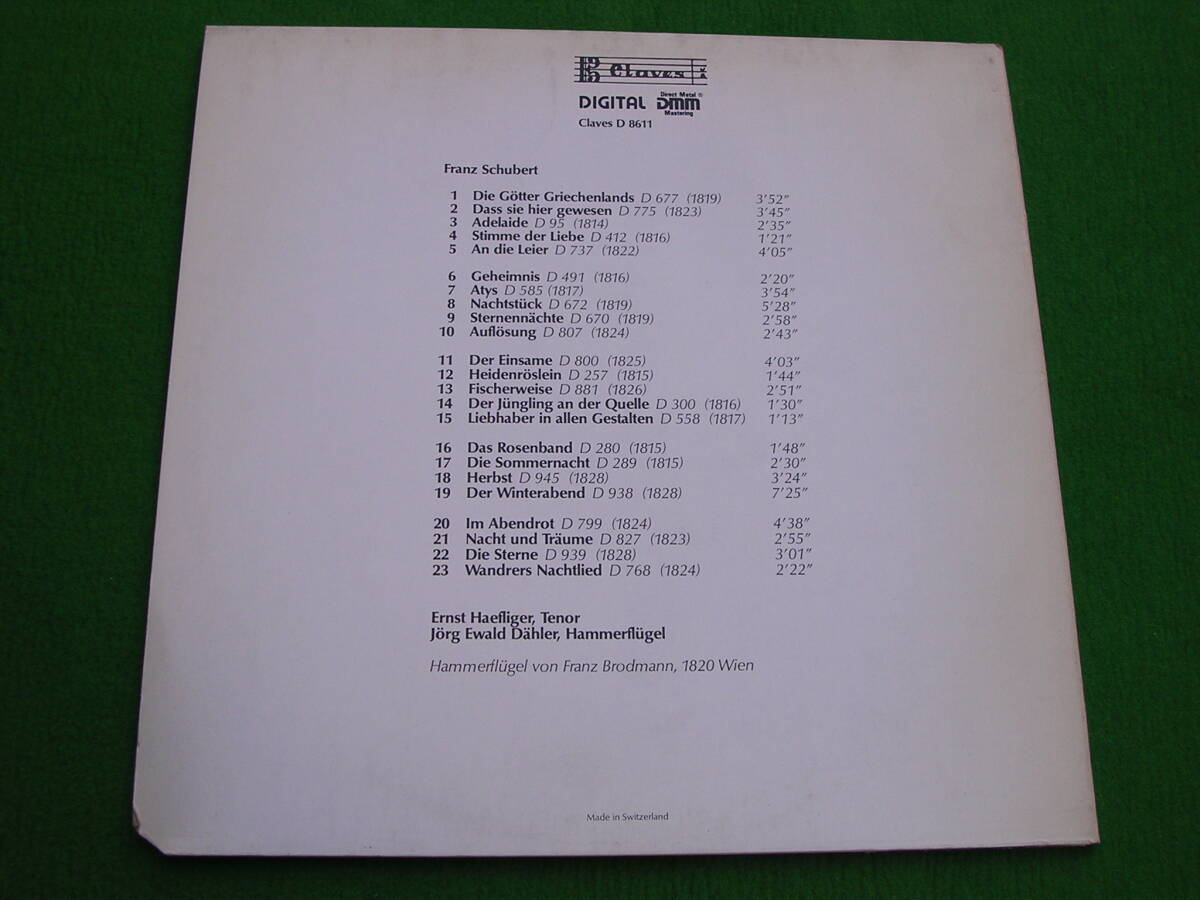 Claves
DIGITAL DMM
Direct Metal ®
Mastering
Claves D 8611
Franz Schubert
1 Die Götter Griechenlands D 677 (1819) 3'52"
2 Dass sie hier gewesen D 775 (1823) 3'45"
3 Adelaide D 95 (1814) 2'35"
4 Stimme der Liebe D 412 (1816) 1'21"
5 An die Leier D 737 (1822) 4'05"
6 Geheimnis D 491 (1816) 2'20"
7 Atys D 585 (1817) 3'54"
8 Nachtstück D 672 (1819) 5'28"
9 Sternennächte D 670 (1819) 2'58"
10 Auflösung D 807 (1824) 2'43"
11 Der Einsame D 800 (1825) 4'03"
12 Heidenröslein D 257 (1815) 1'44"
13 Fischerweise D 881 (1826) 2'51"
14 Der Jüngling an der Quelle D 300 (1816) 1'30"
15 Liebhaber in allen Gestalten D 558 (1817) 1'13"
16 Das Rosenband D 280 (1815) 1'48"
17 Die Sommernacht D 289 (1815) 2'30"
18 Herbst D 945 (1828) 3'24"
19 Der Winterabend D 938 (1828) 7'25"
20 Im Abendrot D 799 (1824) 4'38"
21 Nacht und Träume D 827 (1823) 2'55"
22 Die Sterne D 939 (1828) 3'01"
23 Wandrers Nachtlied D 768 (1824) 2'22"
Ernst Haefliger, Tenor
Jörg Ewald Dähler, Hammerflügel
Hammerflügel von Franz Brodmann, 1820 Wien
Made in Switzerland